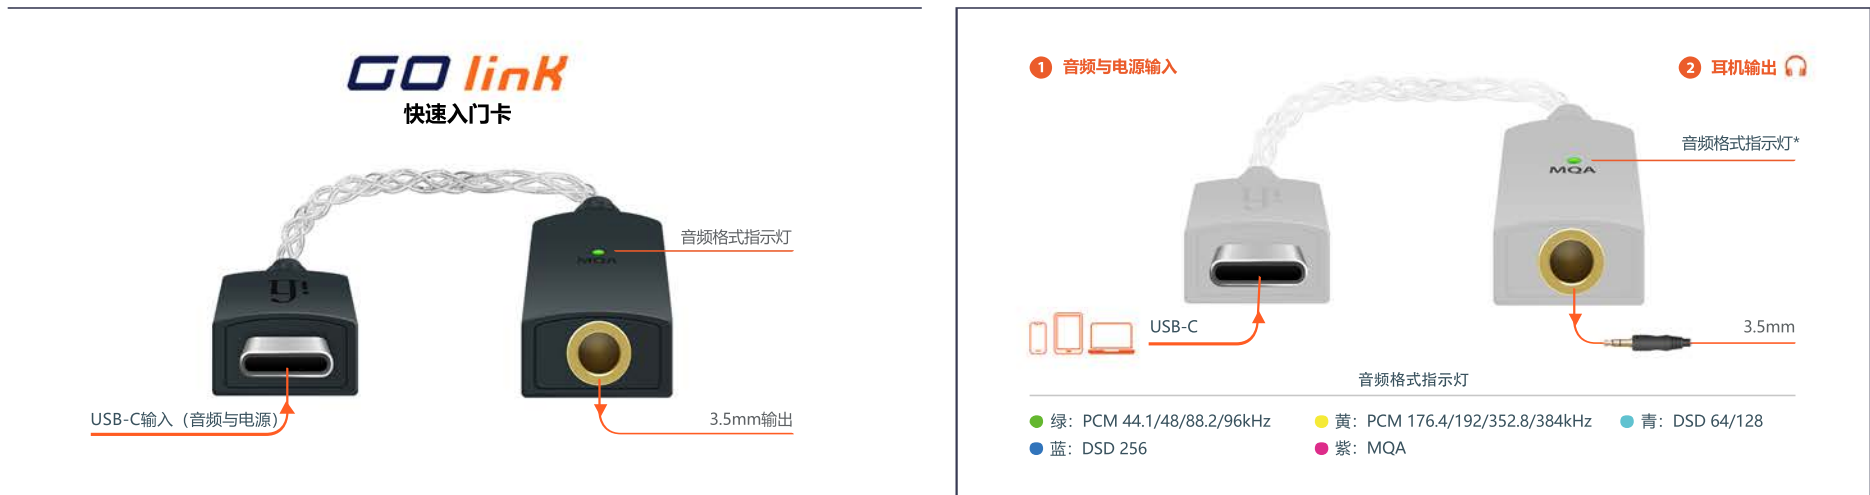 GO link
快速入门卡
MQA
音频格式指示灯
ifi
USB-C输入（音频与电源）
3.5mm输出
1 音频与电源输入
2 耳机输出
音频格式指示灯*
MQA
ifi
USB-C
3.5mm
音频格式指示灯
绿：PCM 44.1/48/88.2/96kHz
黄：PCM 176.4/192/352.8/384kHz
青：DSD 64/128
蓝：DSD 256
紫：MQA